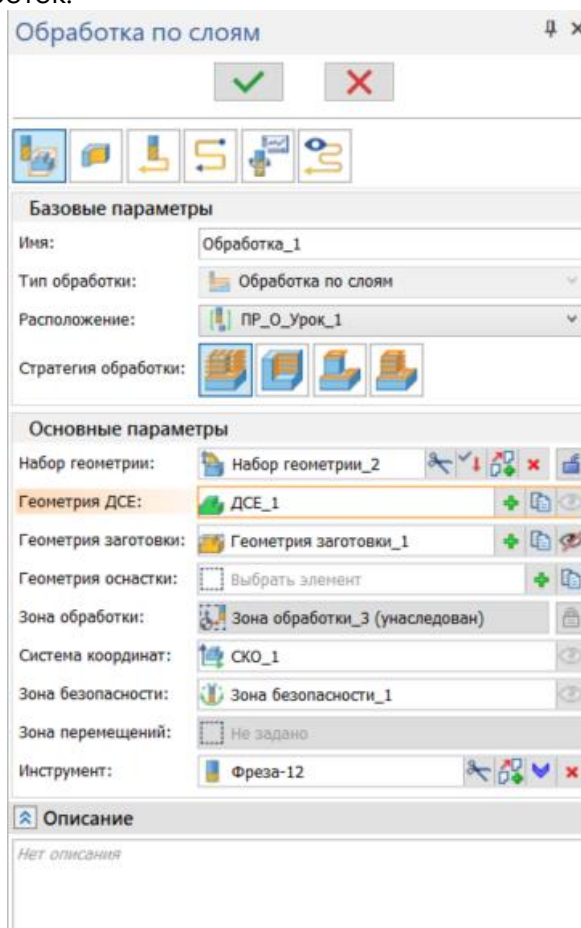 Обработка по слоям
Базовые параметры
Имя: Обработка_1
Тип обработки: Обработка по слоям
Расположение: ПР_О_Урок_1
Стратегия обработки:
Основные параметры
Набор геометрии: Набор геометрии_2
Геометрия ДСЕ: ДСЕ_1
Геометрия заготовки: Геометрия заготовки_1
Геометрия оснастки: Выбрать элемент
Зона обработки: Зона обработки_3 (унаследован)
Система координат: СКО_1
Зона безопасности: Зона безопасности_1
Зона перемещений: Не задано
Инструмент: Фреза-12
Описание
Нет описания